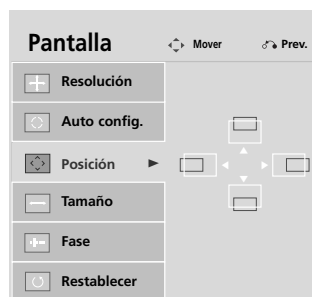 Pantalla Mover Prev.
Resolución
Auto config.
Posición
Tamaño
Fase
Restablecer